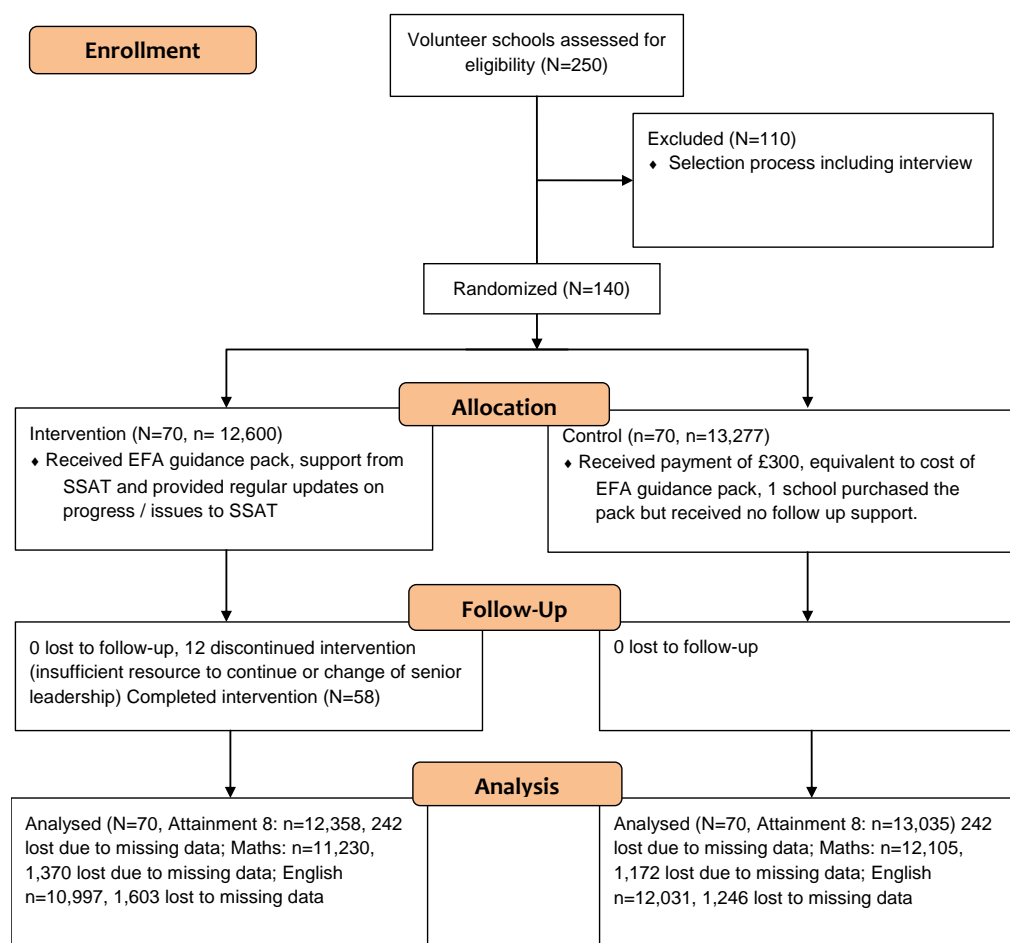 Enrollment
Volunteer schools assessed for
eligibility (N=250)
Excluded (N=110)
♦ Selection process including interview
Randomized (N=140)
Allocation
Intervention (N=70, n= 12,600)
♦ Received EFA guidance pack, support from
SSAT and provided regular updates on
progress / issues to SSAT
Control (n=70, n=13,277)
♦ Received payment of £300, equivalent to cost of
EFA guidance pack, 1 school purchased the
pack but received no follow up support.
Follow-Up
0 lost to follow-up, 12 discontinued intervention
(insufficient resource to continue or change of senior
leadership) Completed intervention (N=58)
0 lost to follow-up
Analysis
Analysed (N=70, Attainment 8: n=12,358, 242
lost due to missing data; Maths: n=11,230,
1,370 lost due to missing data; English
n=10,997, 1,603 lost to missing data
Analysed (N=70, Attainment 8: n=13,035) 242
lost due to missing data; Maths: n=12,105,
1,172 lost due to missing data; English
n=12,031, 1,246 lost to missing data